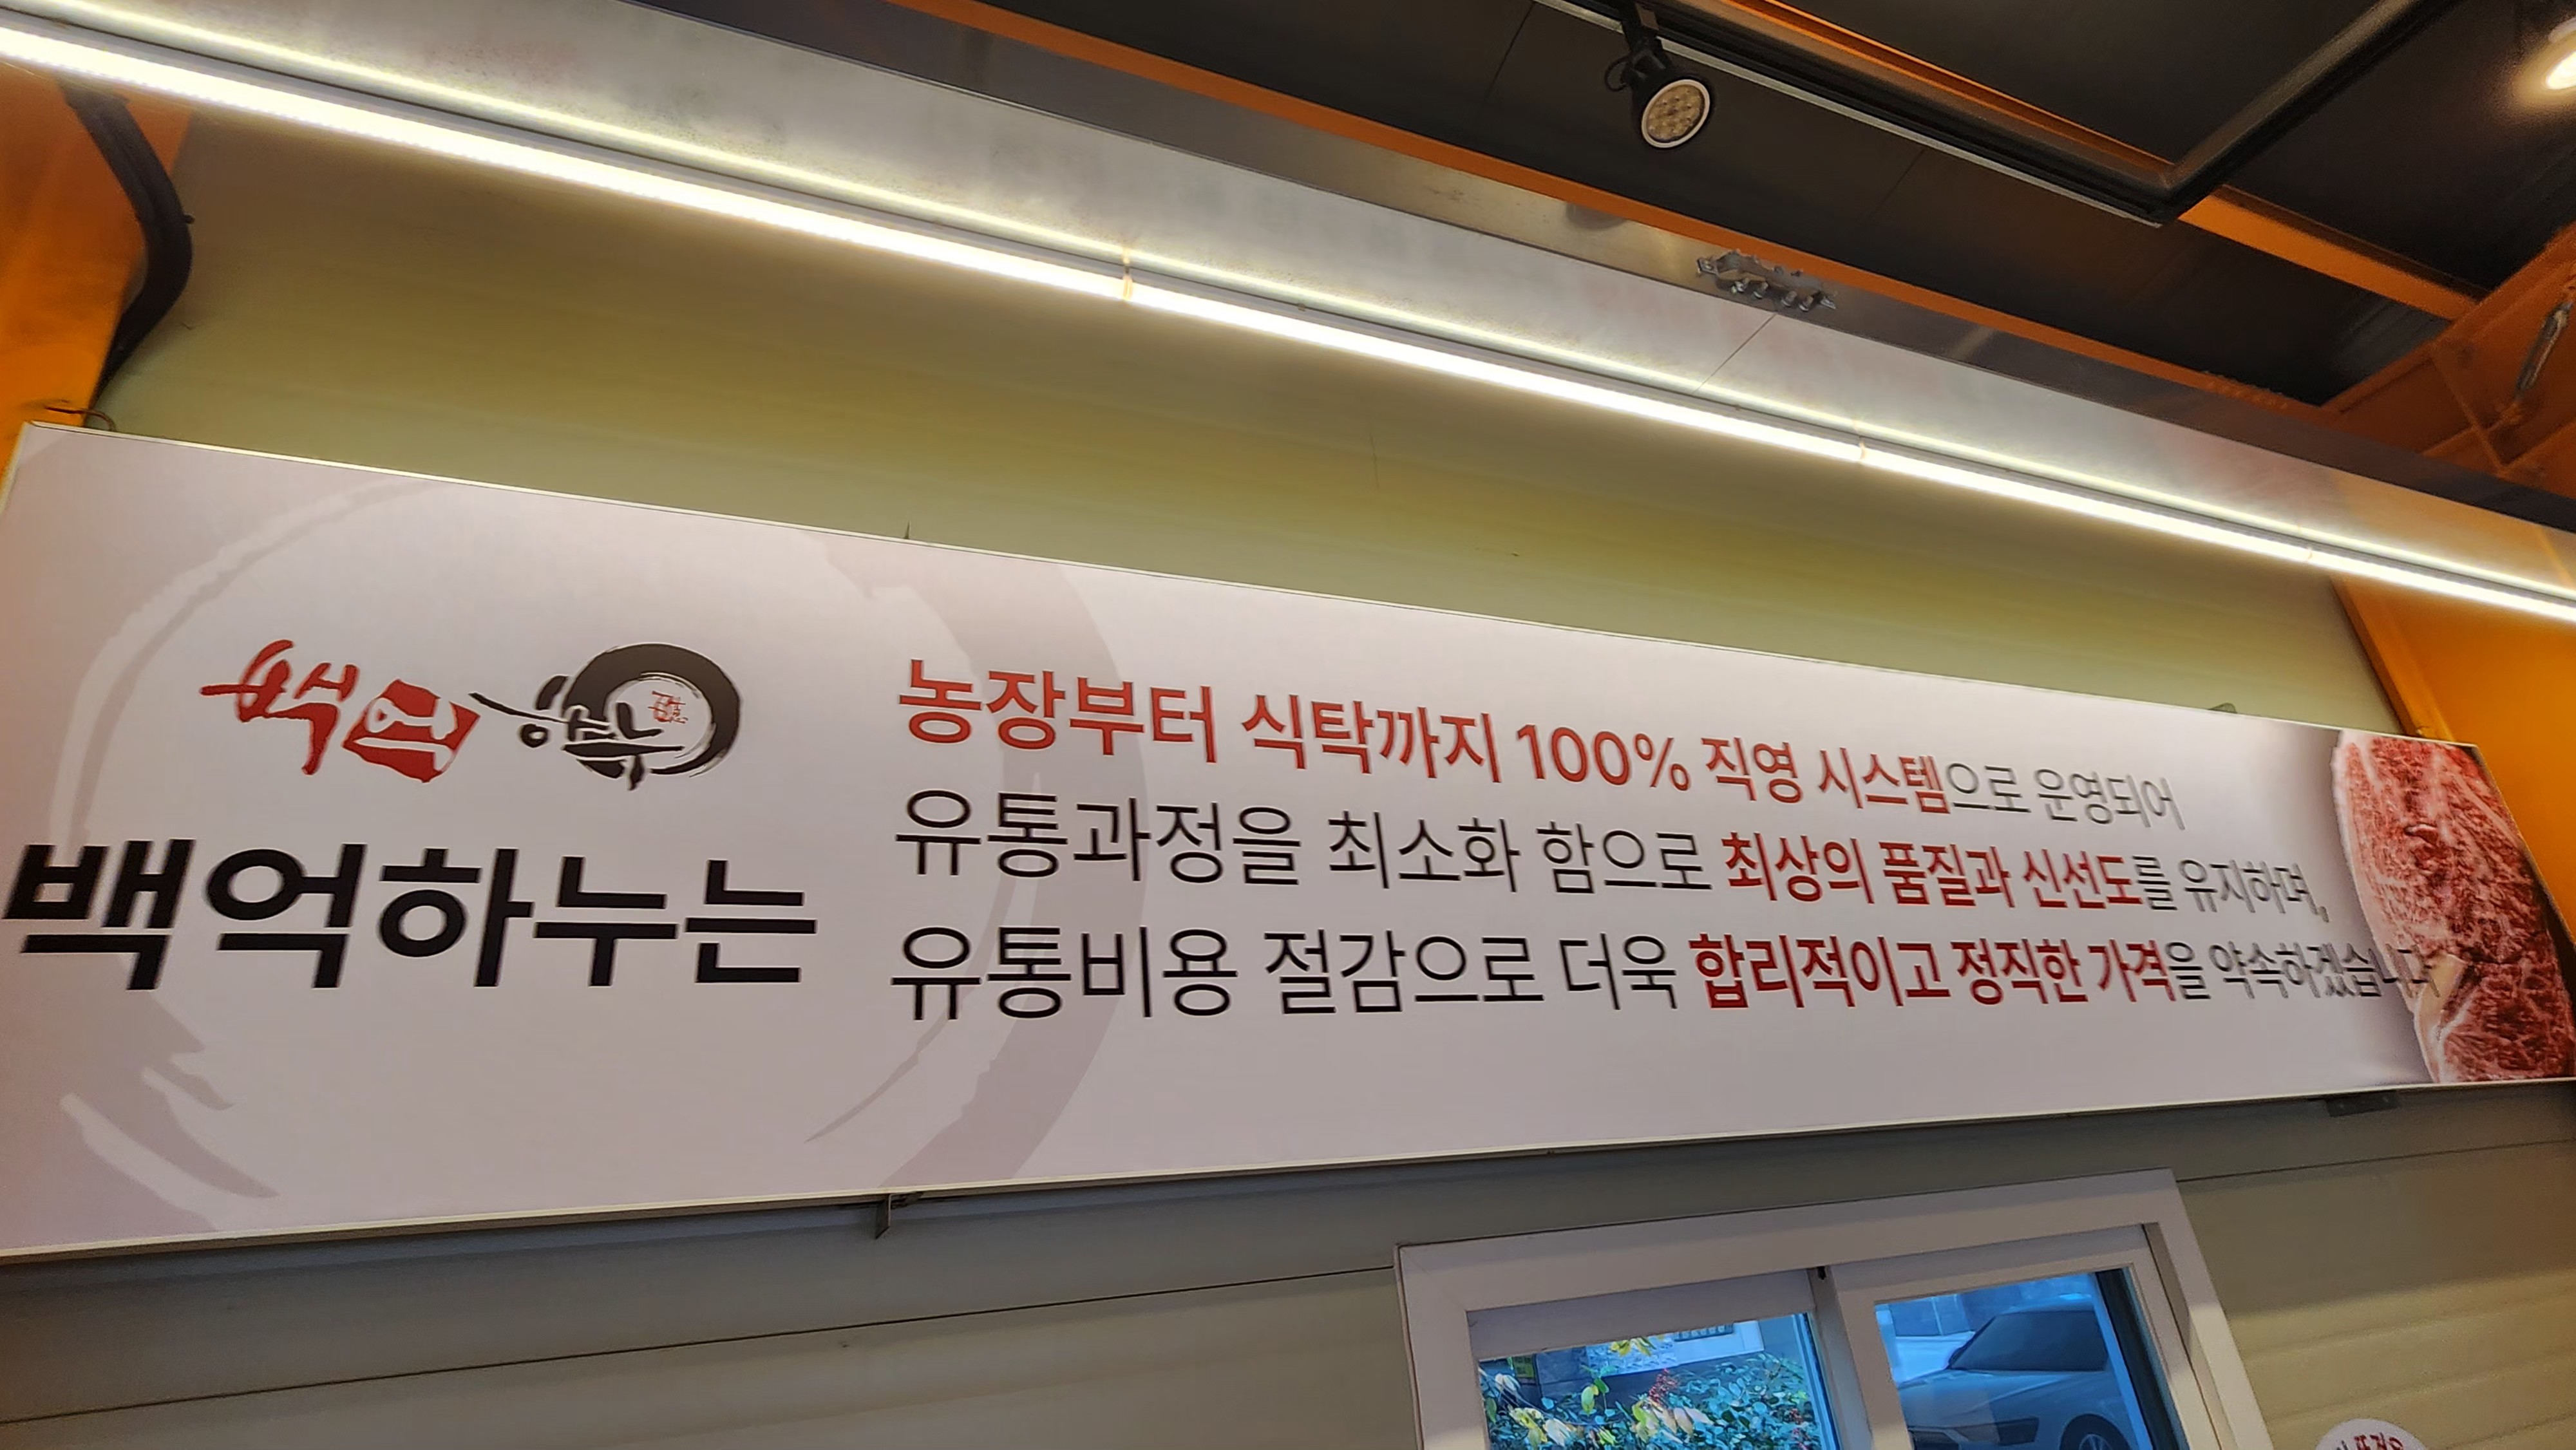 백억하누
백억하누는
농장부터 식탁까지 100% 직영 시스템으로 운영되어
유통과정을 최소화 함으로 최상의 품질과 신선도를 유지하며,
유통비용 절감으로 더욱 합리적이고 정직한 가격을 약속하겠습니다